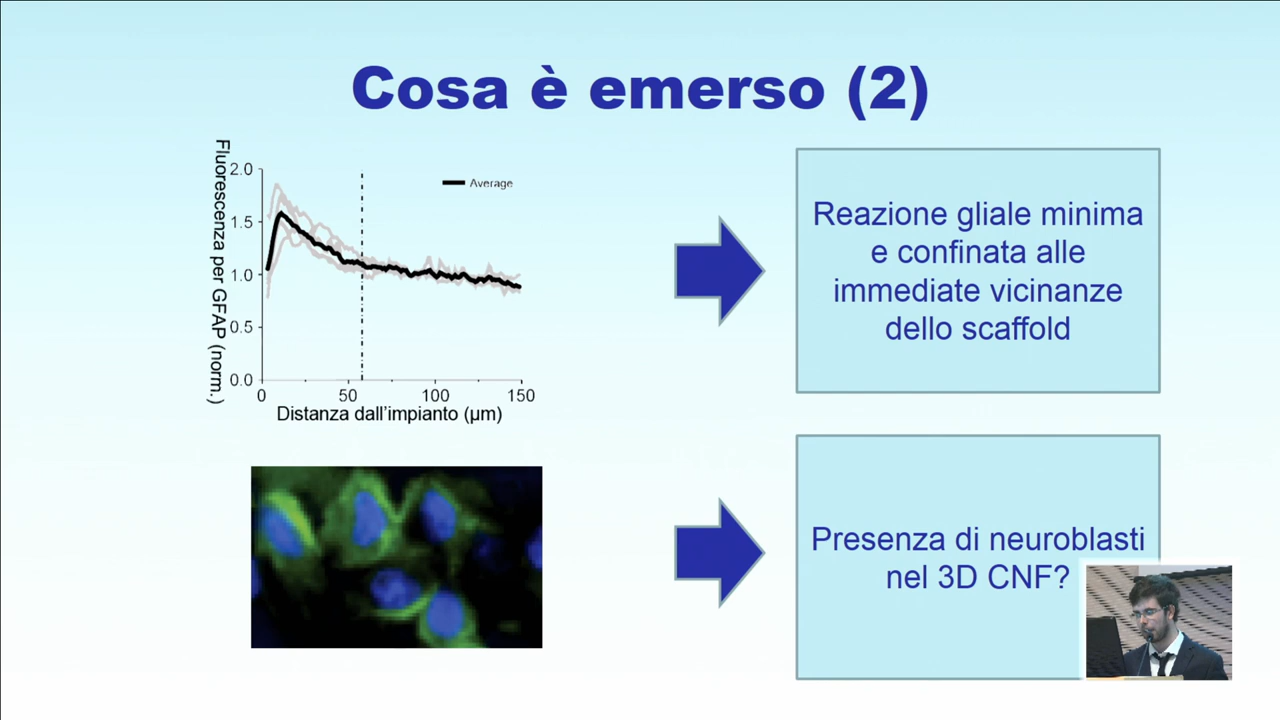 Cosa è emerso (2)
Fluorescenza per GFAP (norm.)
2.0
1.5
1.0
0.5
0.0
Average
0
50
100
150
Distanza dall'impianto (µm)
Reazione gliale minima
e confinata alle
immediate vicinanze
dello scaffold
Presenza di neuroblasti
nel 3D CNF?